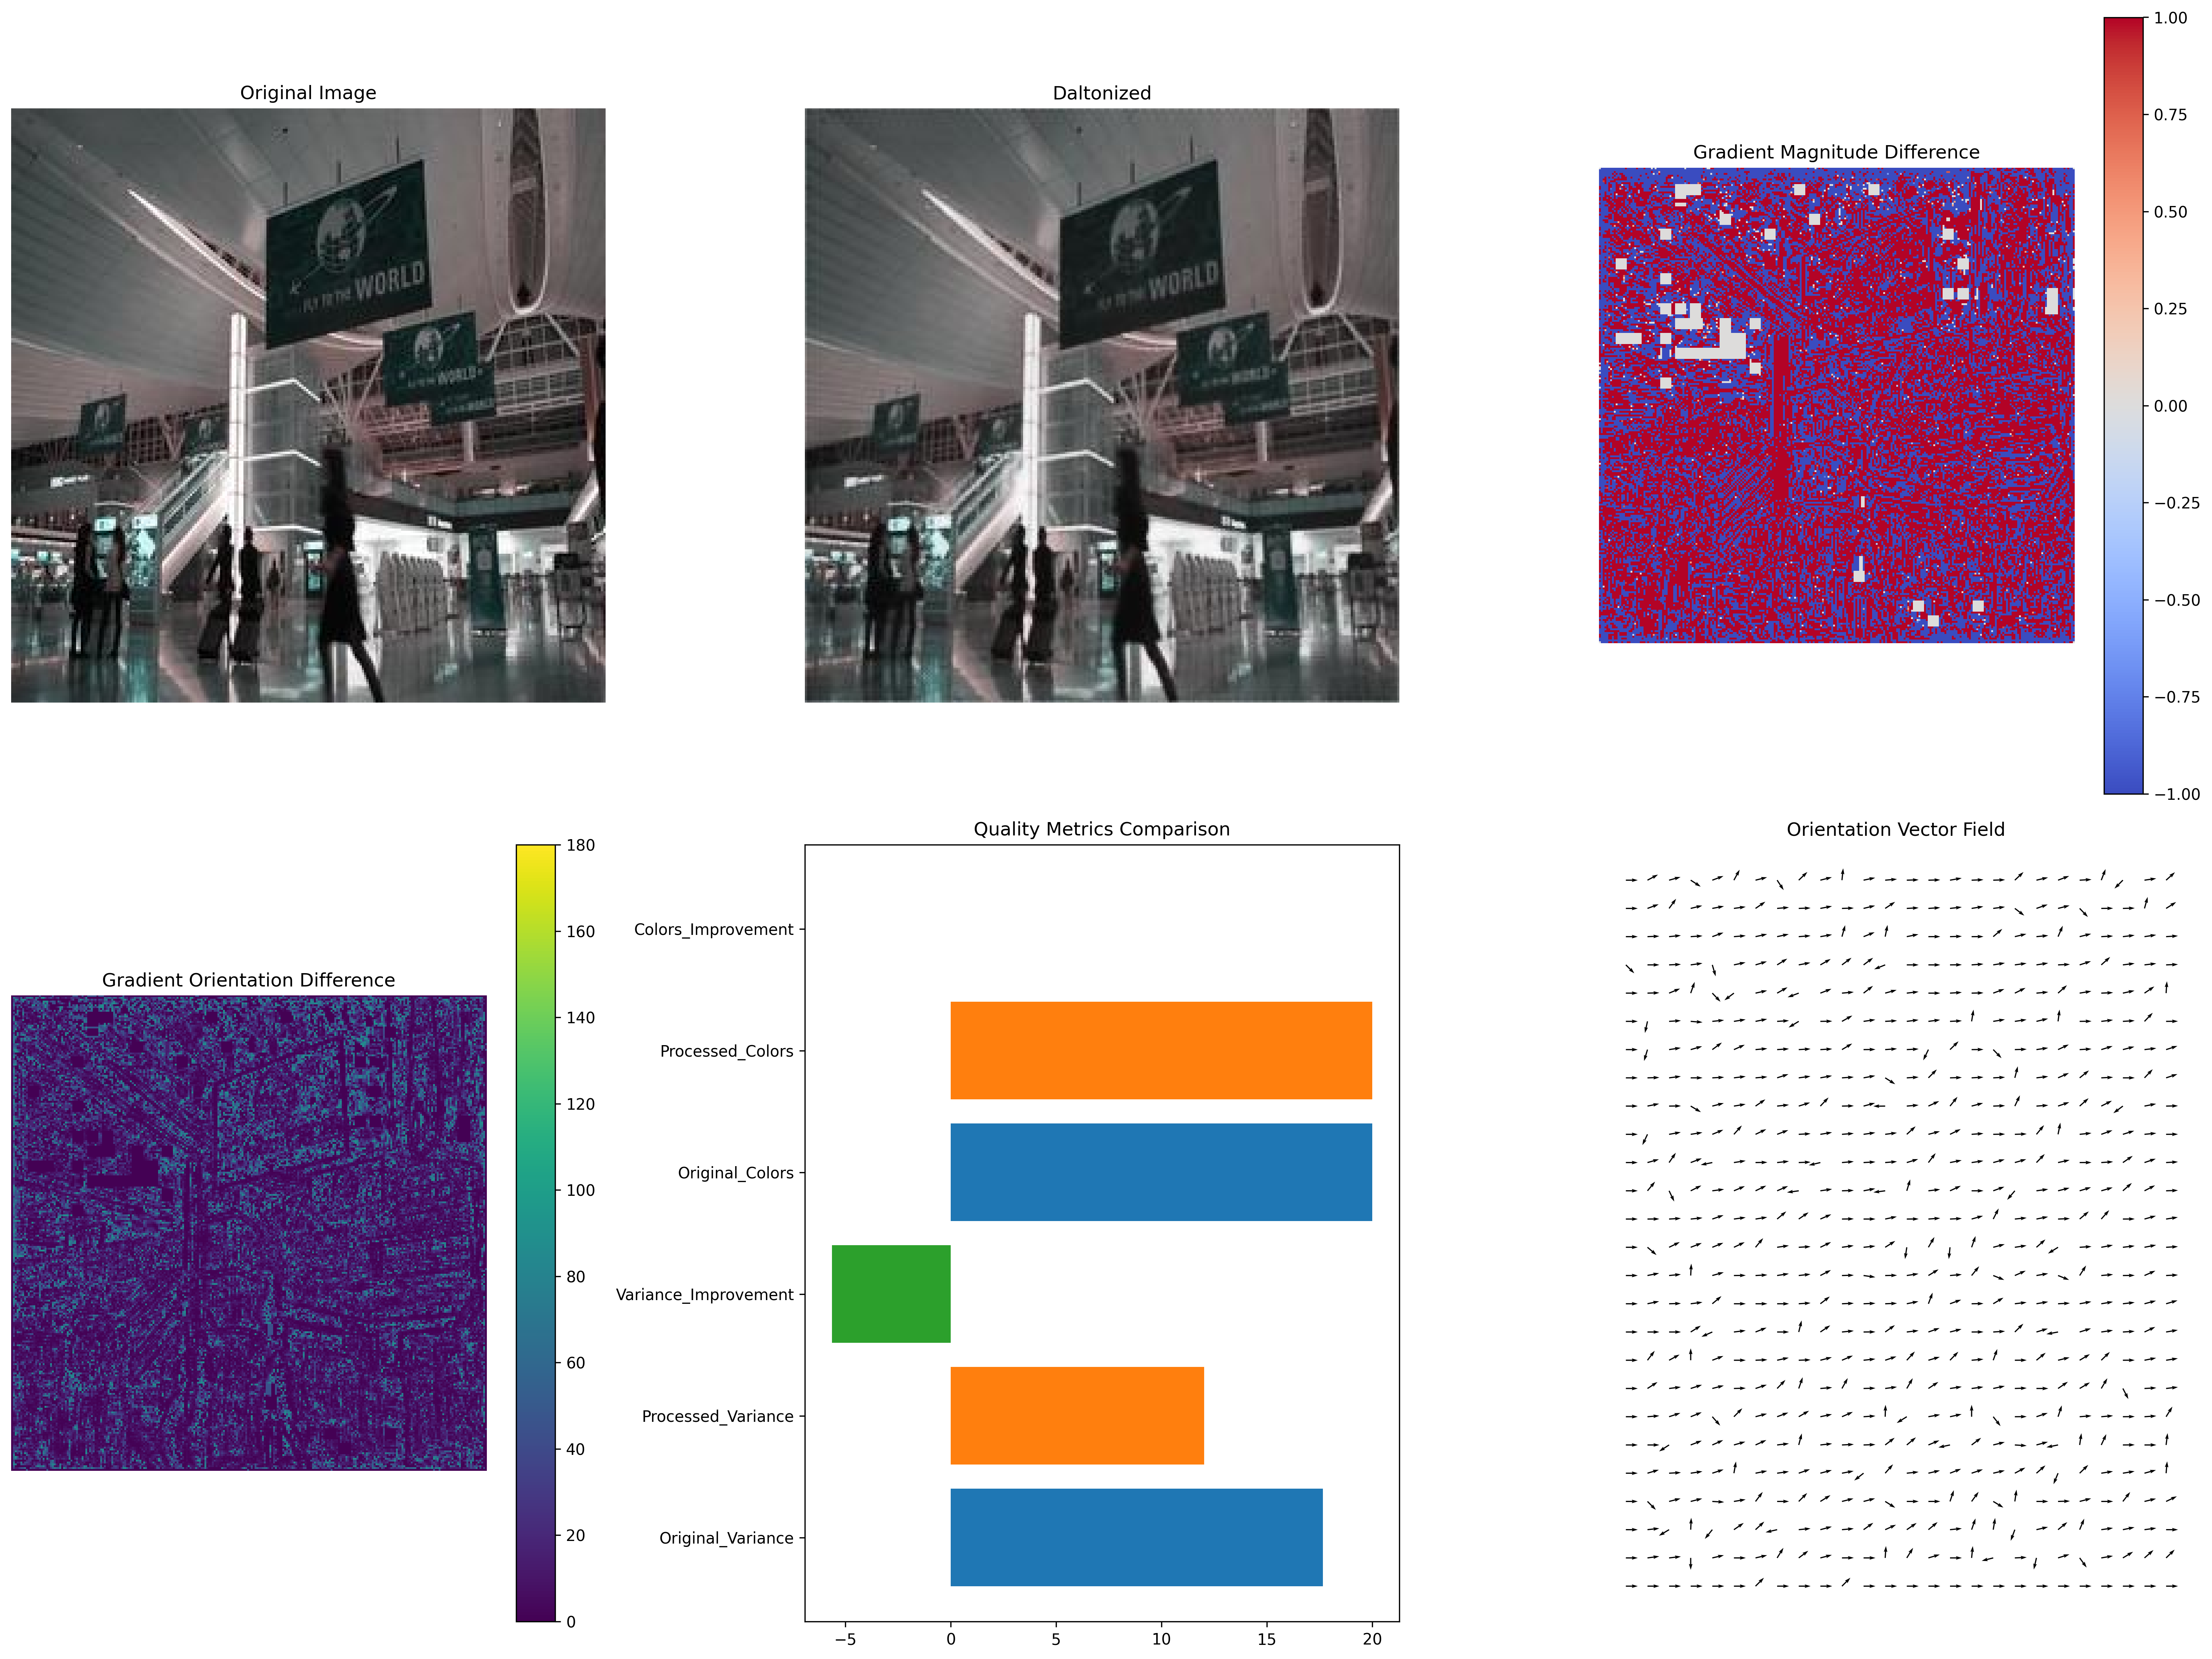 Original Image
FLY TO THE WORLD
TO THE WORLD
WORLD
Daltonized
FLY TO THE WORLD
TO THE WORLD
WORLD
Gradient Magnitude Difference
1.00
0.75
0.50
0.25
0.00
−0.25
−0.50
−0.75
−1.00
Gradient Orientation Difference
180
160
140
120
100
80
60
40
20
0
Quality Metrics Comparison
Colors_Improvement
Processed_Colors
Original_Colors
Variance_Improvement
Processed_Variance
Original_Variance
−5
0
5
10
15
20
Orientation Vector Field